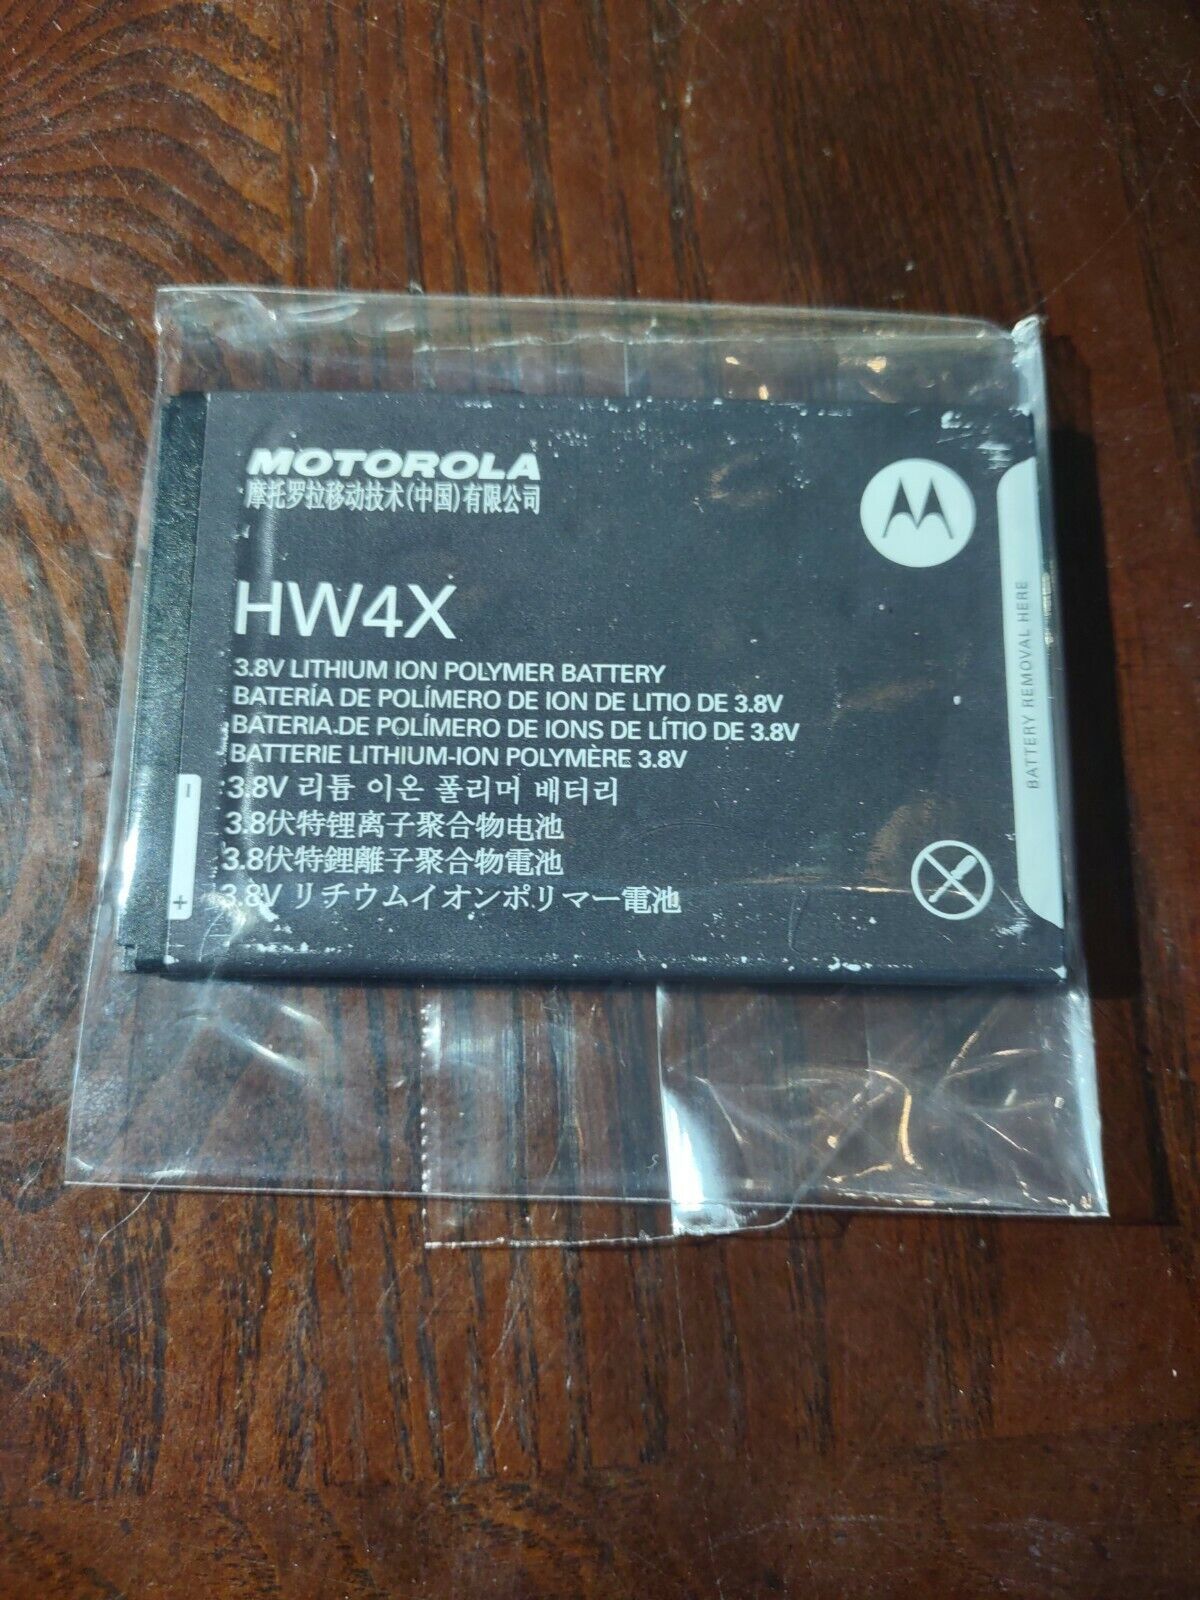 MOTOROLA
摩托罗拉移动技术(中国)有限公司
HW4X
3.8V LITHIUM ION POLYMER BATTERY
BATERÍA DE POLÍMERO DE ION DE LITIO DE 3.8V
BATERIA DE POLÍMERO DE IONS DE LÍTIO DE 3.8V
BATTERIE LITHIUM-ION POLYMÈRE 3.8V
3.8V 리튬 이온 폴리머 배터리
3.8伏特锂离子聚合物电池
3.8伏特鋰離子聚合物電池
3.8V リチウムイオンポリマー電池
BATTERY REMOVAL HERE
-
+